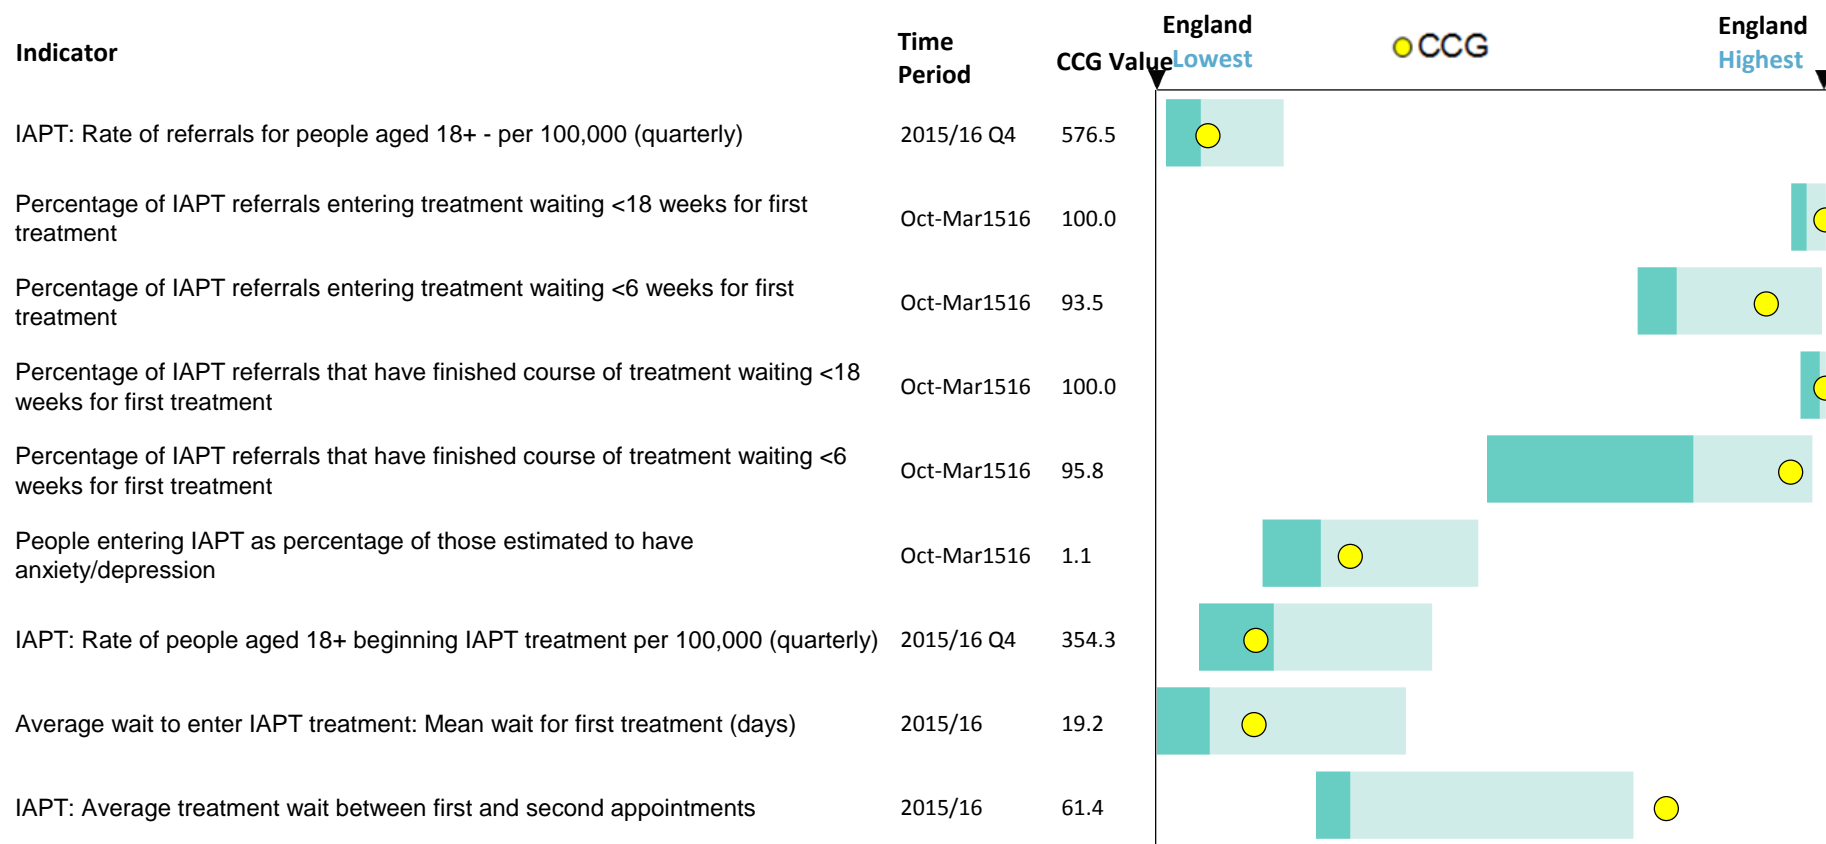 Indicator
Time
Period
CCG Value
England
Lowest
CCG
England
Highest
IAPT: Rate of referrals for people aged 18+ - per 100,000 (quarterly) 2015/16 Q4 576.5
Percentage of IAPT referrals entering treatment waiting <18 weeks for first
treatment
Oct-Mar1516 100.0
Percentage of IAPT referrals entering treatment waiting <6 weeks for first
treatment
Oct-Mar1516 93.5
Percentage of IAPT referrals that have finished course of treatment waiting <18
weeks for first treatment
Oct-Mar1516 100.0
Percentage of IAPT referrals that have finished course of treatment waiting <6
weeks for first treatment
Oct-Mar1516 95.8
People entering IAPT as percentage of those estimated to have
anxiety/depression
Oct-Mar1516 1.1
IAPT: Rate of people aged 18+ beginning IAPT treatment per 100,000 (quarterly) 2015/16 Q4 354.3
Average wait to enter IAPT treatment: Mean wait for first treatment (days) 2015/16 19.2
IAPT: Average treatment wait between first and second appointments 2015/16 61.4